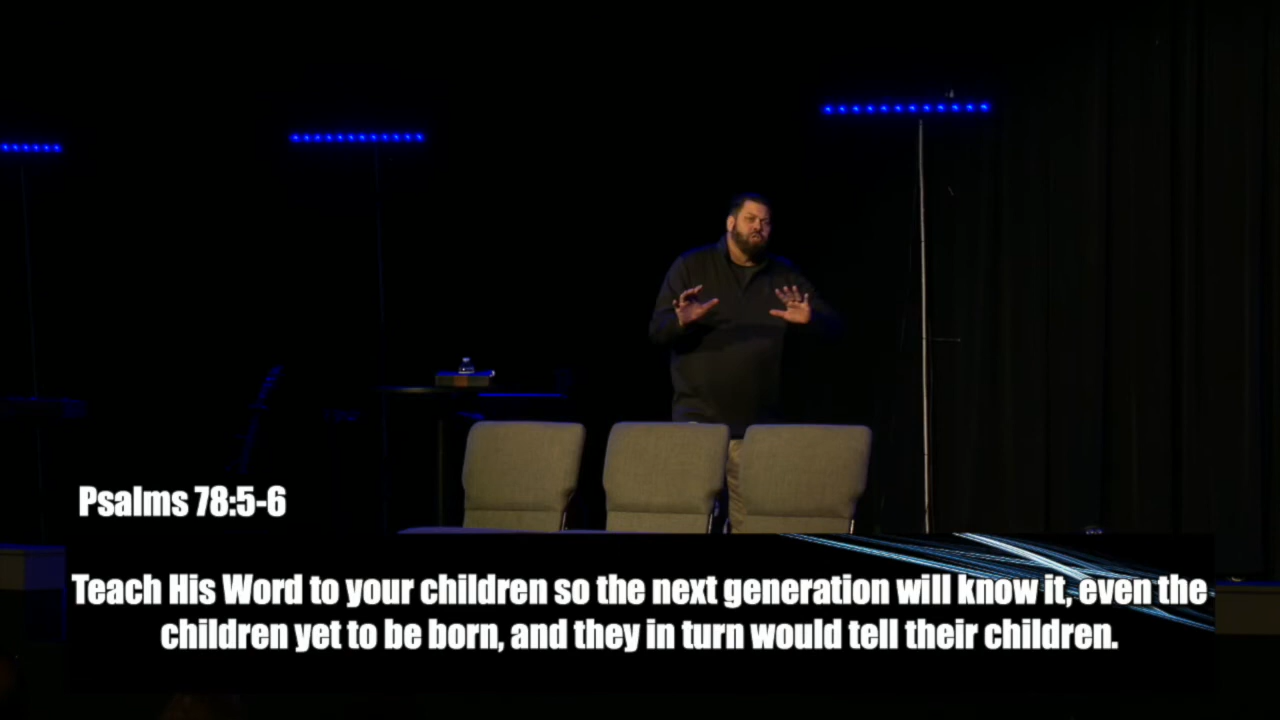 Psalms 78:5-6
Teach His Word to your children so the next generation will know it, even the
children yet to be born, and they in turn would tell their children.